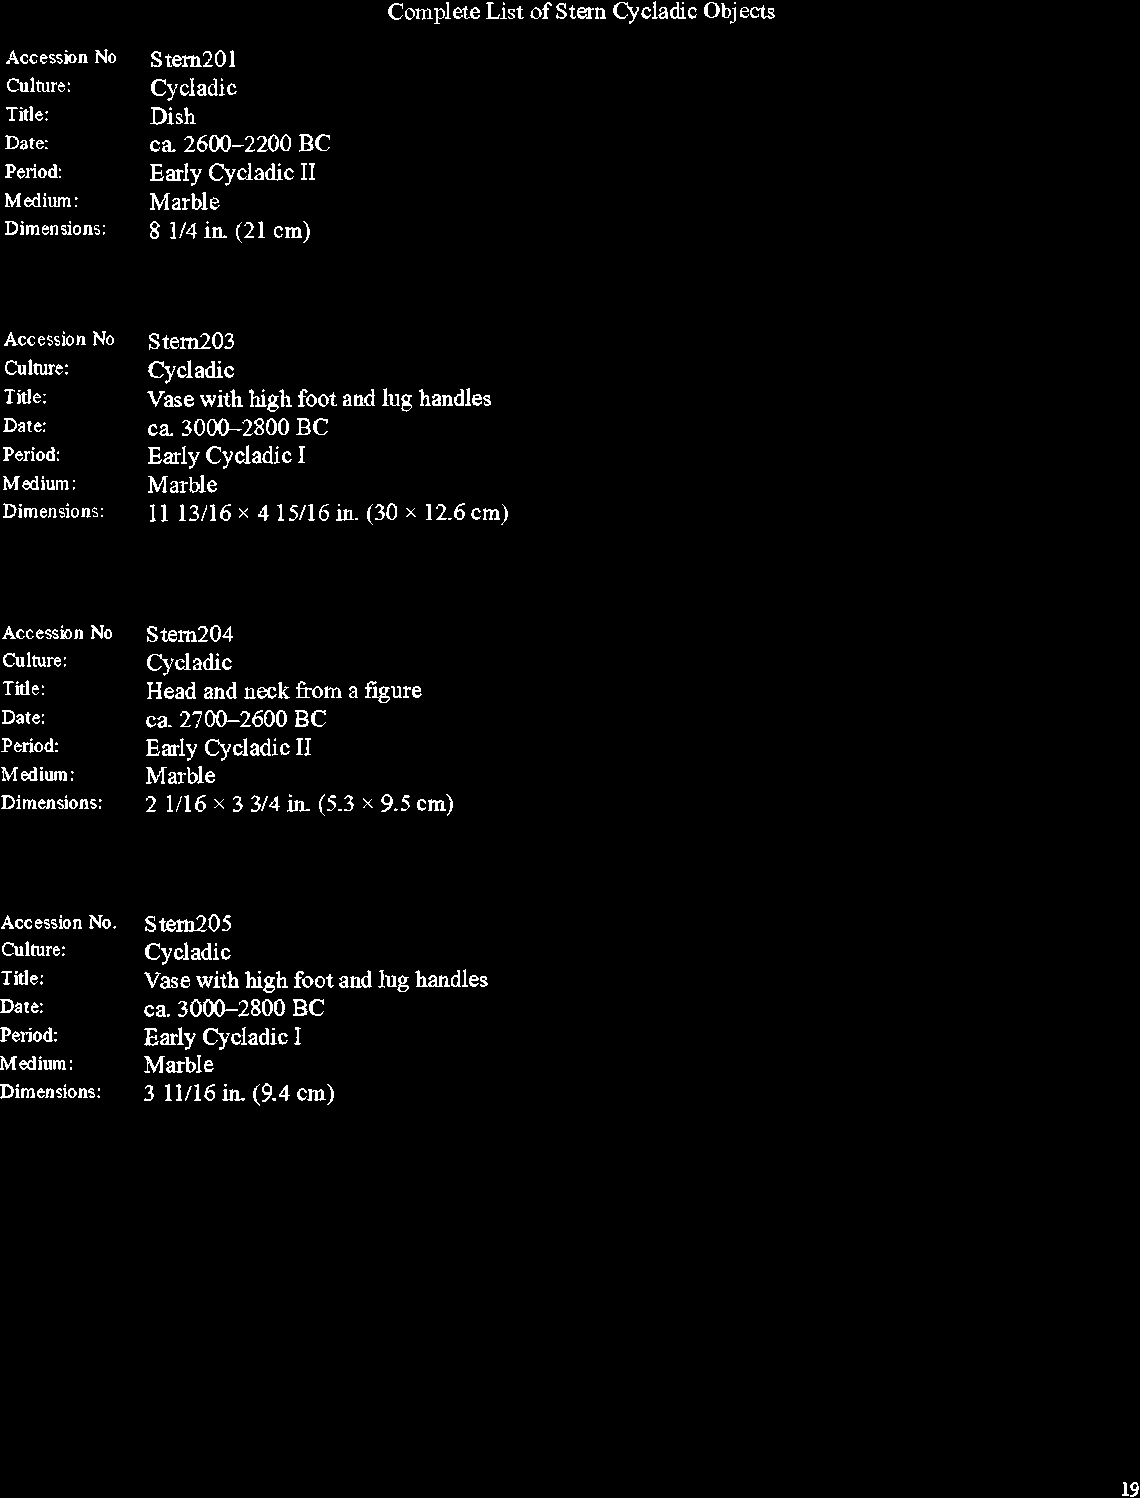 Complete List of Stern Cycladic Objects
Accession No Stern201
Culture: Cycladic
Title: Dish
Date: ca. 2600–2200 BC
Period: Early Cycladic II
Medium: Marble
Dimensions: 8 1/4 in. (21 cm)
Accession No Stern203
Culture: Cycladic
Title: Vase with high foot and lug handles
Date: ca. 3000–2800 BC
Period: Early Cycladic I
Medium: Marble
Dimensions: 11 13/16 × 4 15/16 in. (30 × 12.6 cm)
Accession No Stern204
Culture: Cycladic
Title: Head and neck from a figure
Date: ca. 2700–2600 BC
Period: Early Cycladic II
Medium: Marble
Dimensions: 2 1/16 × 3 3/4 in. (5.3 × 9.5 cm)
Accession No. Stern205
Culture: Cycladic
Title: Vase with high foot and lug handles
Date: ca. 3000–2800 BC
Period: Early Cycladic I
Medium: Marble
Dimensions: 3 11/16 in. (9.4 cm)
19